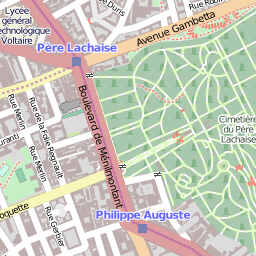 Rue Duris
Lycée
général
technologique
Voltaire
Père Lachaise
Avenue Gambetta
Boulevard de Ménilmontant
Rue Merlin
Rue de la Folie Regnault
Rue Merlin
Cimetière
du Père
Lachaise
Roquette
Philippe Auguste
Rue Gerbier